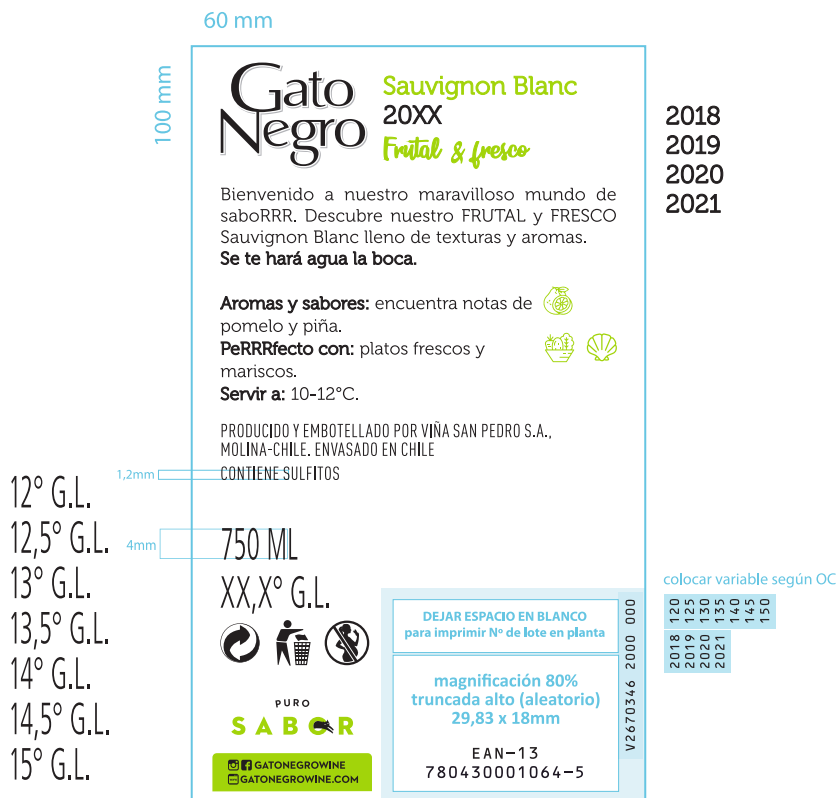 60 mm
100 mm
Gato
Negro
Sauvignon Blanc
20XX
Frutal & fresco
2018
2019
2020
2021
Bienvenido a nuestro maravilloso mundo de
saboRRR. Descubre nuestro FRUTAL y FRESCO
Sauvignon Blanc lleno de texturas y aromas.
Se te hará agua la boca.
Aromas y sabores: encuentra notas de
pomelo y piña.
PeRRRfecto con: platos frescos y
mariscos.
Servir a: 10-12°C.
PRODUCIDO Y EMBOTELLADO POR VIÑA SAN PEDRO S.A.,
MOLINA-CHILE. ENVASADO EN CHILE
1,2mm
CONTIENE SULFITOS
12° G.L.
12,5° G.L.
13° G.L.
13,5° G.L.
14° G.L.
14,5° G.L.
15° G.L.
4mm
750 ML
XX,X° G.L.
PURO
SABOR
GATONEGROWINE
GATONEGROWINE.COM
DEJAR ESPACIO EN BLANCO
para imprimir Nº de lote en planta
magnificación 80%
truncada alto (aleatorio)
29,83 x 18mm
EAN-13
780430001064-5
V2670346 2000 000
colocar variable según OC
2018 120
2019 125
2020 130
2021 135
140
145
150